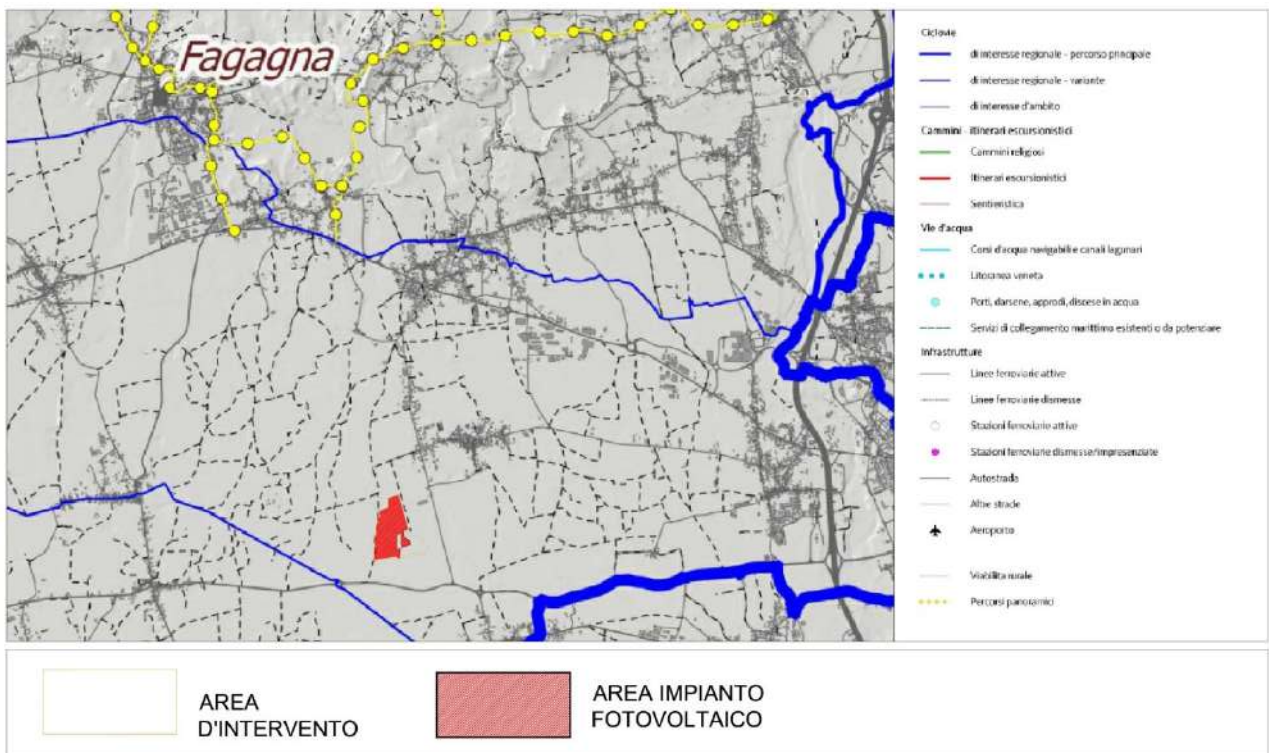 Fagagna
Ciclovie
di interesse regionale - percorso principale
di interesse regionale - variante
di interesse d'ambito
Cammini - itinerari escursionistici
Cammini religiosi
Itinerari escursionistici
Sentieristica
Vie d'acqua
Corsi d'acqua navigabili e canali lagunari
Litoranea veneta
Porti, darsene, approdi, discese in acqua
Servizi di collegamento marittimo esistenti o da potenziare
Infrastrutture
Linee ferroviarie attive
Linee ferroviarie dismesse
Stazioni ferroviarie attive
Stazioni ferroviarie dismesse/impresenziate
Autostrada
Altre strade
Aeroporto
Viabilita rurale
Percorsi panoramici
AREA
D'INTERVENTO
AREA IMPIANTO
FOTOVOLTAICO